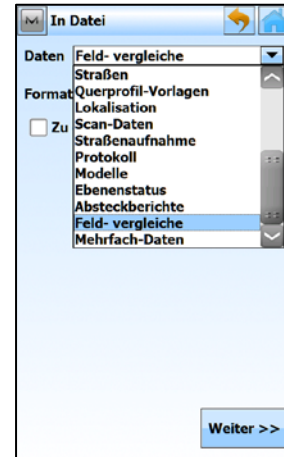 In Datei
Daten Feld- vergleiche
Straßen
Format Querprofil-Vorlagen
Lokalisation
Zu Scan-Daten
Straßenaufnahme
Protokoll
Modelle
Ebenenstatus
Absteckberichte
Feld- vergleiche
Mehrfach-Daten
Weiter >>